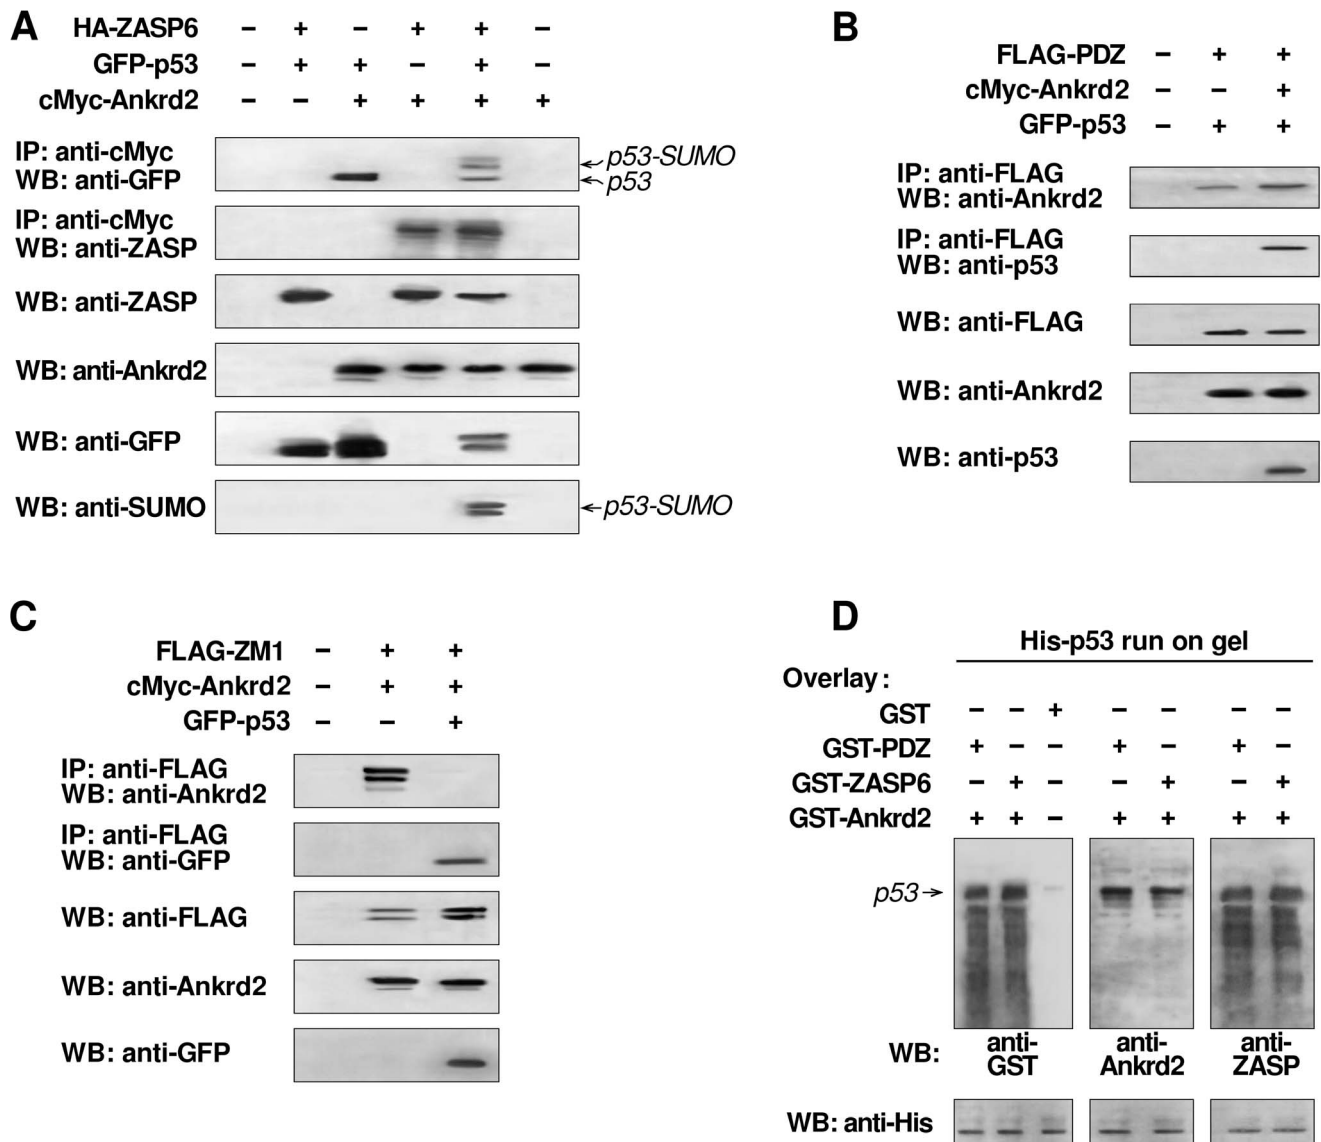 A
HA-ZASP6 – + – + + –
GFP-p53 – + + – + –
cMyc-Ankrd2 – – + + + +
IP: anti-cMyc
WB: anti-GFP
p53-SUMO
p53
IP: anti-cMyc
WB: anti-ZASP
WB: anti-ZASP
WB: anti-Ankrd2
WB: anti-GFP
WB: anti-SUMO
p53-SUMO
B
FLAG-PDZ – + +
cMyc-Ankrd2 – – +
GFP-p53 – + +
IP: anti-FLAG
WB: anti-Ankrd2
IP: anti-FLAG
WB: anti-p53
WB: anti-FLAG
WB: anti-Ankrd2
WB: anti-p53
C
FLAG-ZM1 – + +
cMyc-Ankrd2 – + +
GFP-p53 – – +
IP: anti-FLAG
WB: anti-Ankrd2
IP: anti-FLAG
WB: anti-GFP
WB: anti-FLAG
WB: anti-Ankrd2
WB: anti-GFP
D
His-p53 run on gel
Overlay :
GST – – + – – – –
GST-PDZ + – – + – + –
GST-ZASP6 – + – – + – +
GST-Ankrd2 + + – + + + +
p53
WB: anti-GST anti-Ankrd2 anti-ZASP
WB: anti-His